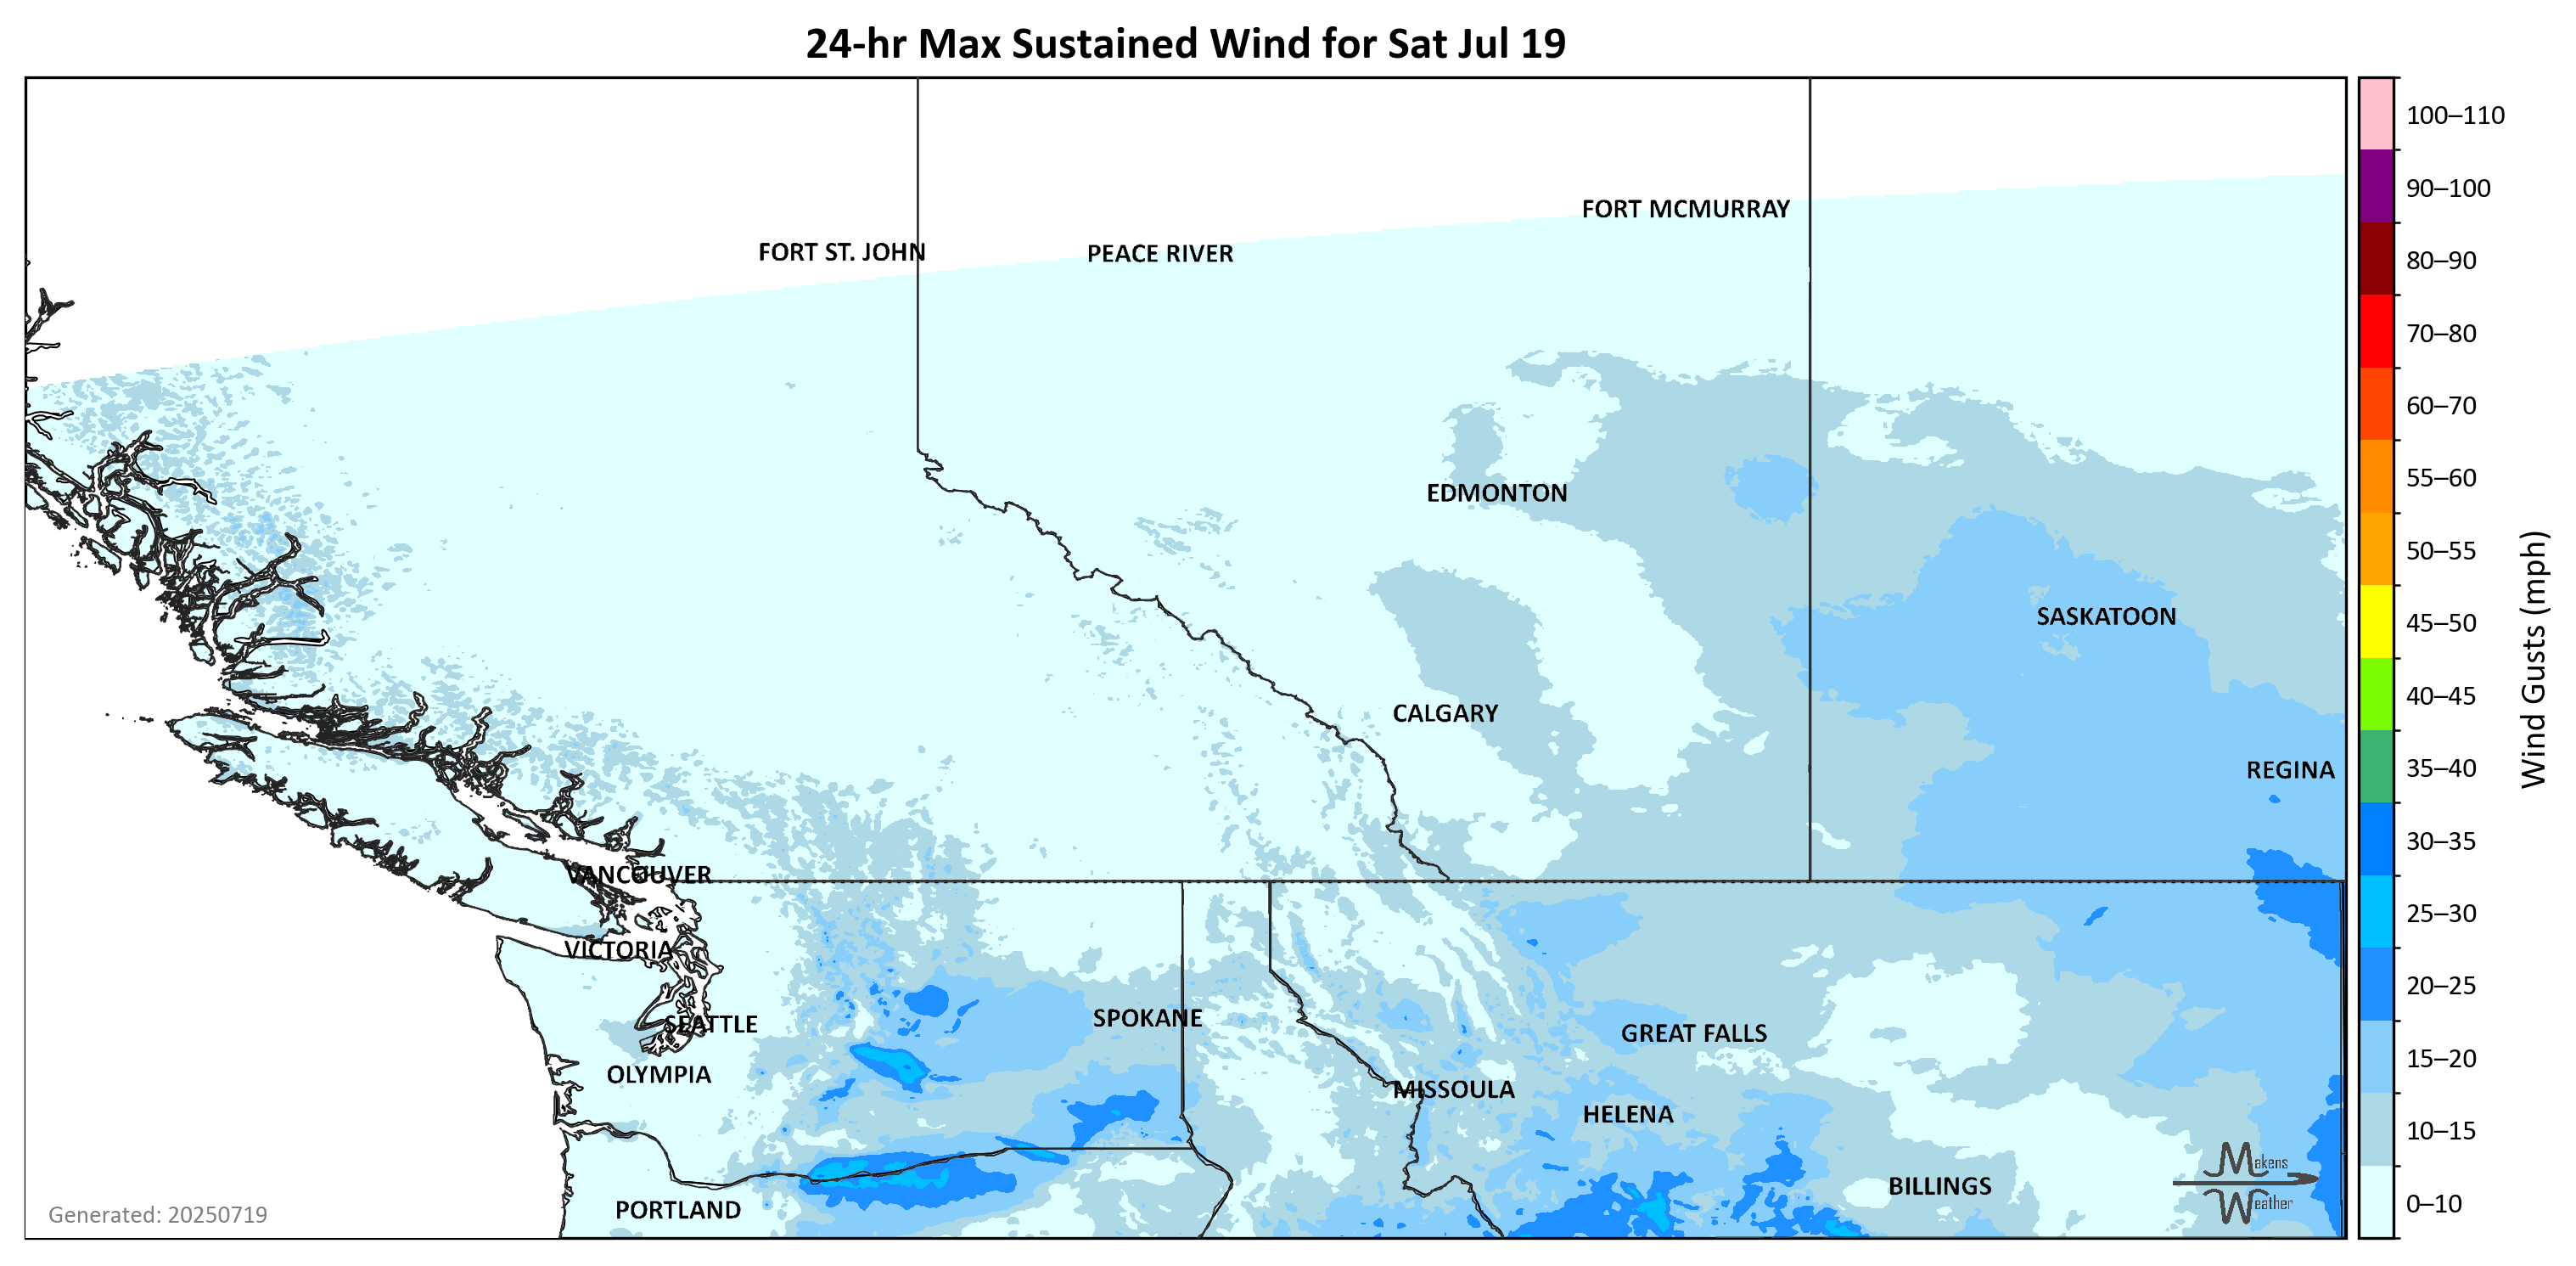 24-hr Max Sustained Wind for Sat Jul 19
FORT MCMURRAY
FORT ST. JOHN
PEACE RIVER
EDMONTON
SASKATOON
CALGARY
REGINA
VANCOUVER
VICTORIA
SEATTLE
SPOKANE
GREAT FALLS
OLYMPIA
MISSOULA
HELENA
BILLINGS
PORTLAND
Makens
Weather
Generated: 20250719
100–110
90–100
80–90
70–80
60–70
55–60
50–55
45–50
40–45
35–40
30–35
25–30
20–25
15–20
10–15
0–10
Wind Gusts (mph)